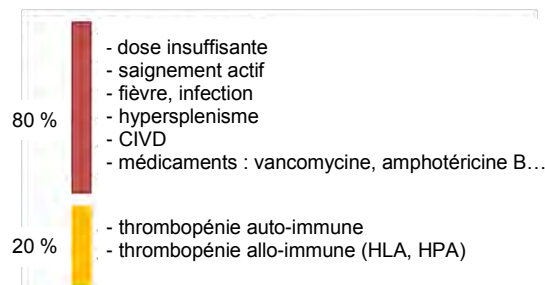 - dose insuffisante
- saignement actif
- fièvre, infection
80 %
- hypersplenisme
- CIVD
- médicaments : vancomycine, amphotéricine B…
- thrombopénie auto-immune
20 %
- thrombopénie allo-immune (HLA, HPA)